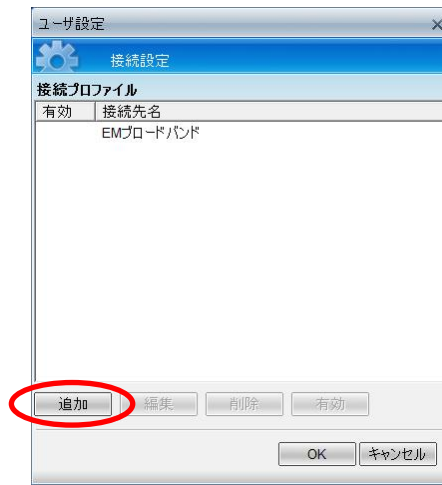 ユーザ設定
接続設定
接続プロファイル
有効 接続先名
EMブロードバンド
追加 編集 削除 有効
OK キャンセル